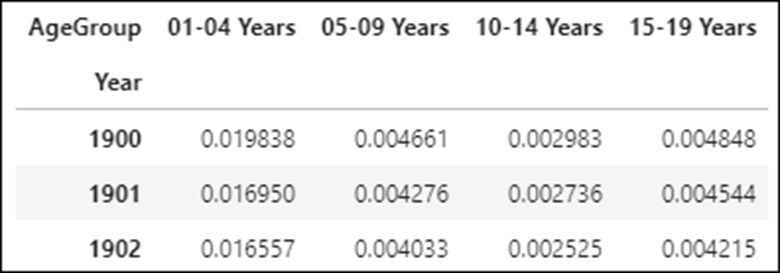 AgeGroup 01-04 Years 05-09 Years 10-14 Years 15-19 Years
Year
1900 0.019838 0.004661 0.002983 0.004848
1901 0.016950 0.004276 0.002736 0.004544
1902 0.016557 0.004033 0.002525 0.004215